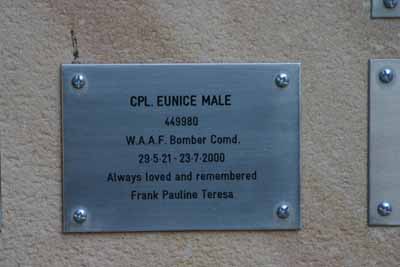 CPL. EUNICE MALE
449980
W.A.A.F. Bomber Comd.
29·5·21 - 23·7·2000
Always loved and remembered
Frank Pauline Teresa